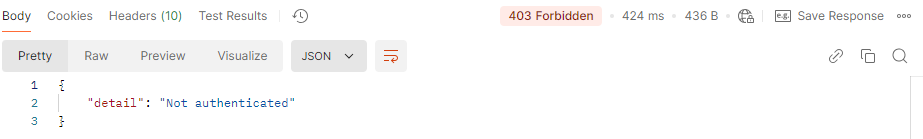 Body Cookies Headers (10) Test Results 403 Forbidden • 424 ms • 436 B • e.g. Save Response
Pretty Raw Preview Visualize JSON
1 {
2 "detail": "Not authenticated"
3 }